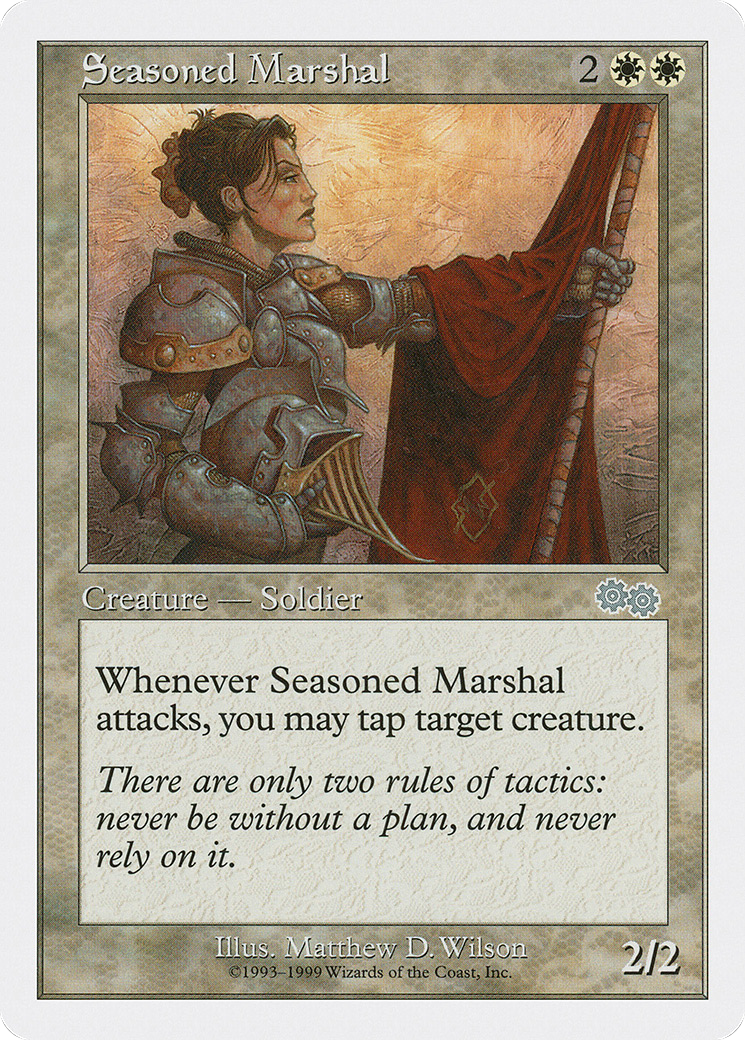 Seasoned Marshal 2
Creature — Soldier
Whenever Seasoned Marshal
attacks, you may tap target creature.
There are only two rules of tactics:
never be without a plan, and never
rely on it.
Illus. Matthew D. Wilson
©1993–1999 Wizards of the Coast, Inc.
2/2